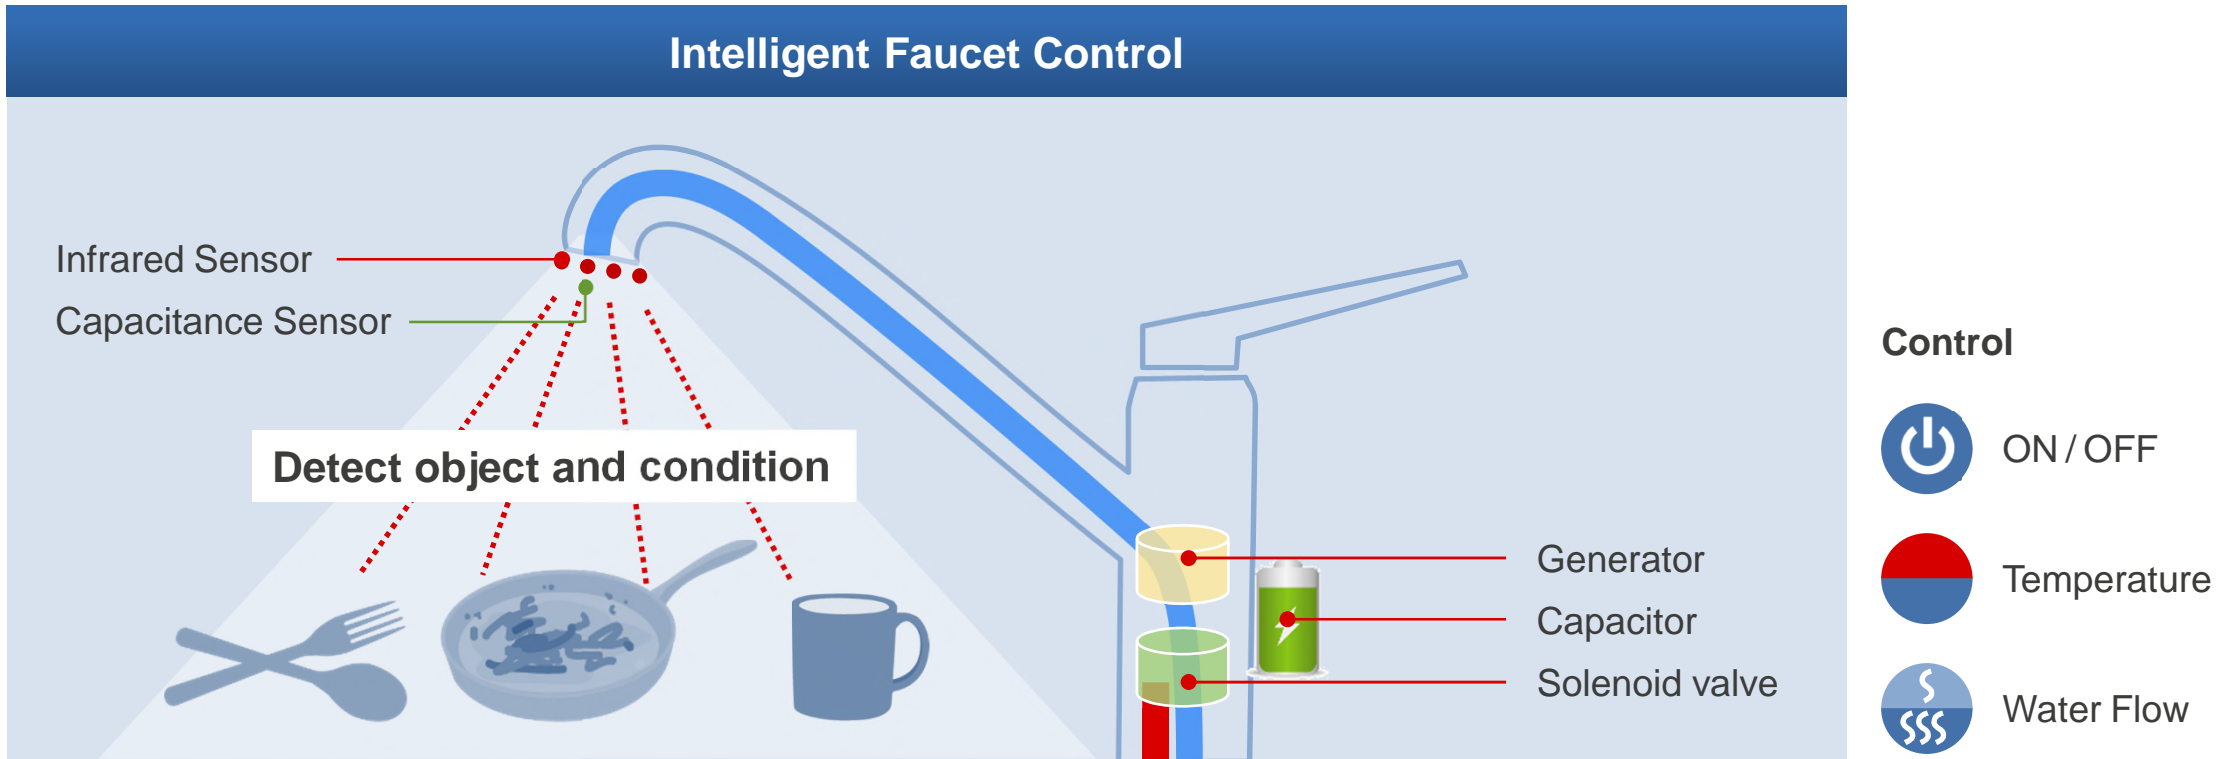 Intelligent Faucet Control
Infrared Sensor
Capacitance Sensor
Detect object and condition
Generator
Capacitor
Solenoid valve
Control
ON / OFF
Temperature
Water Flow